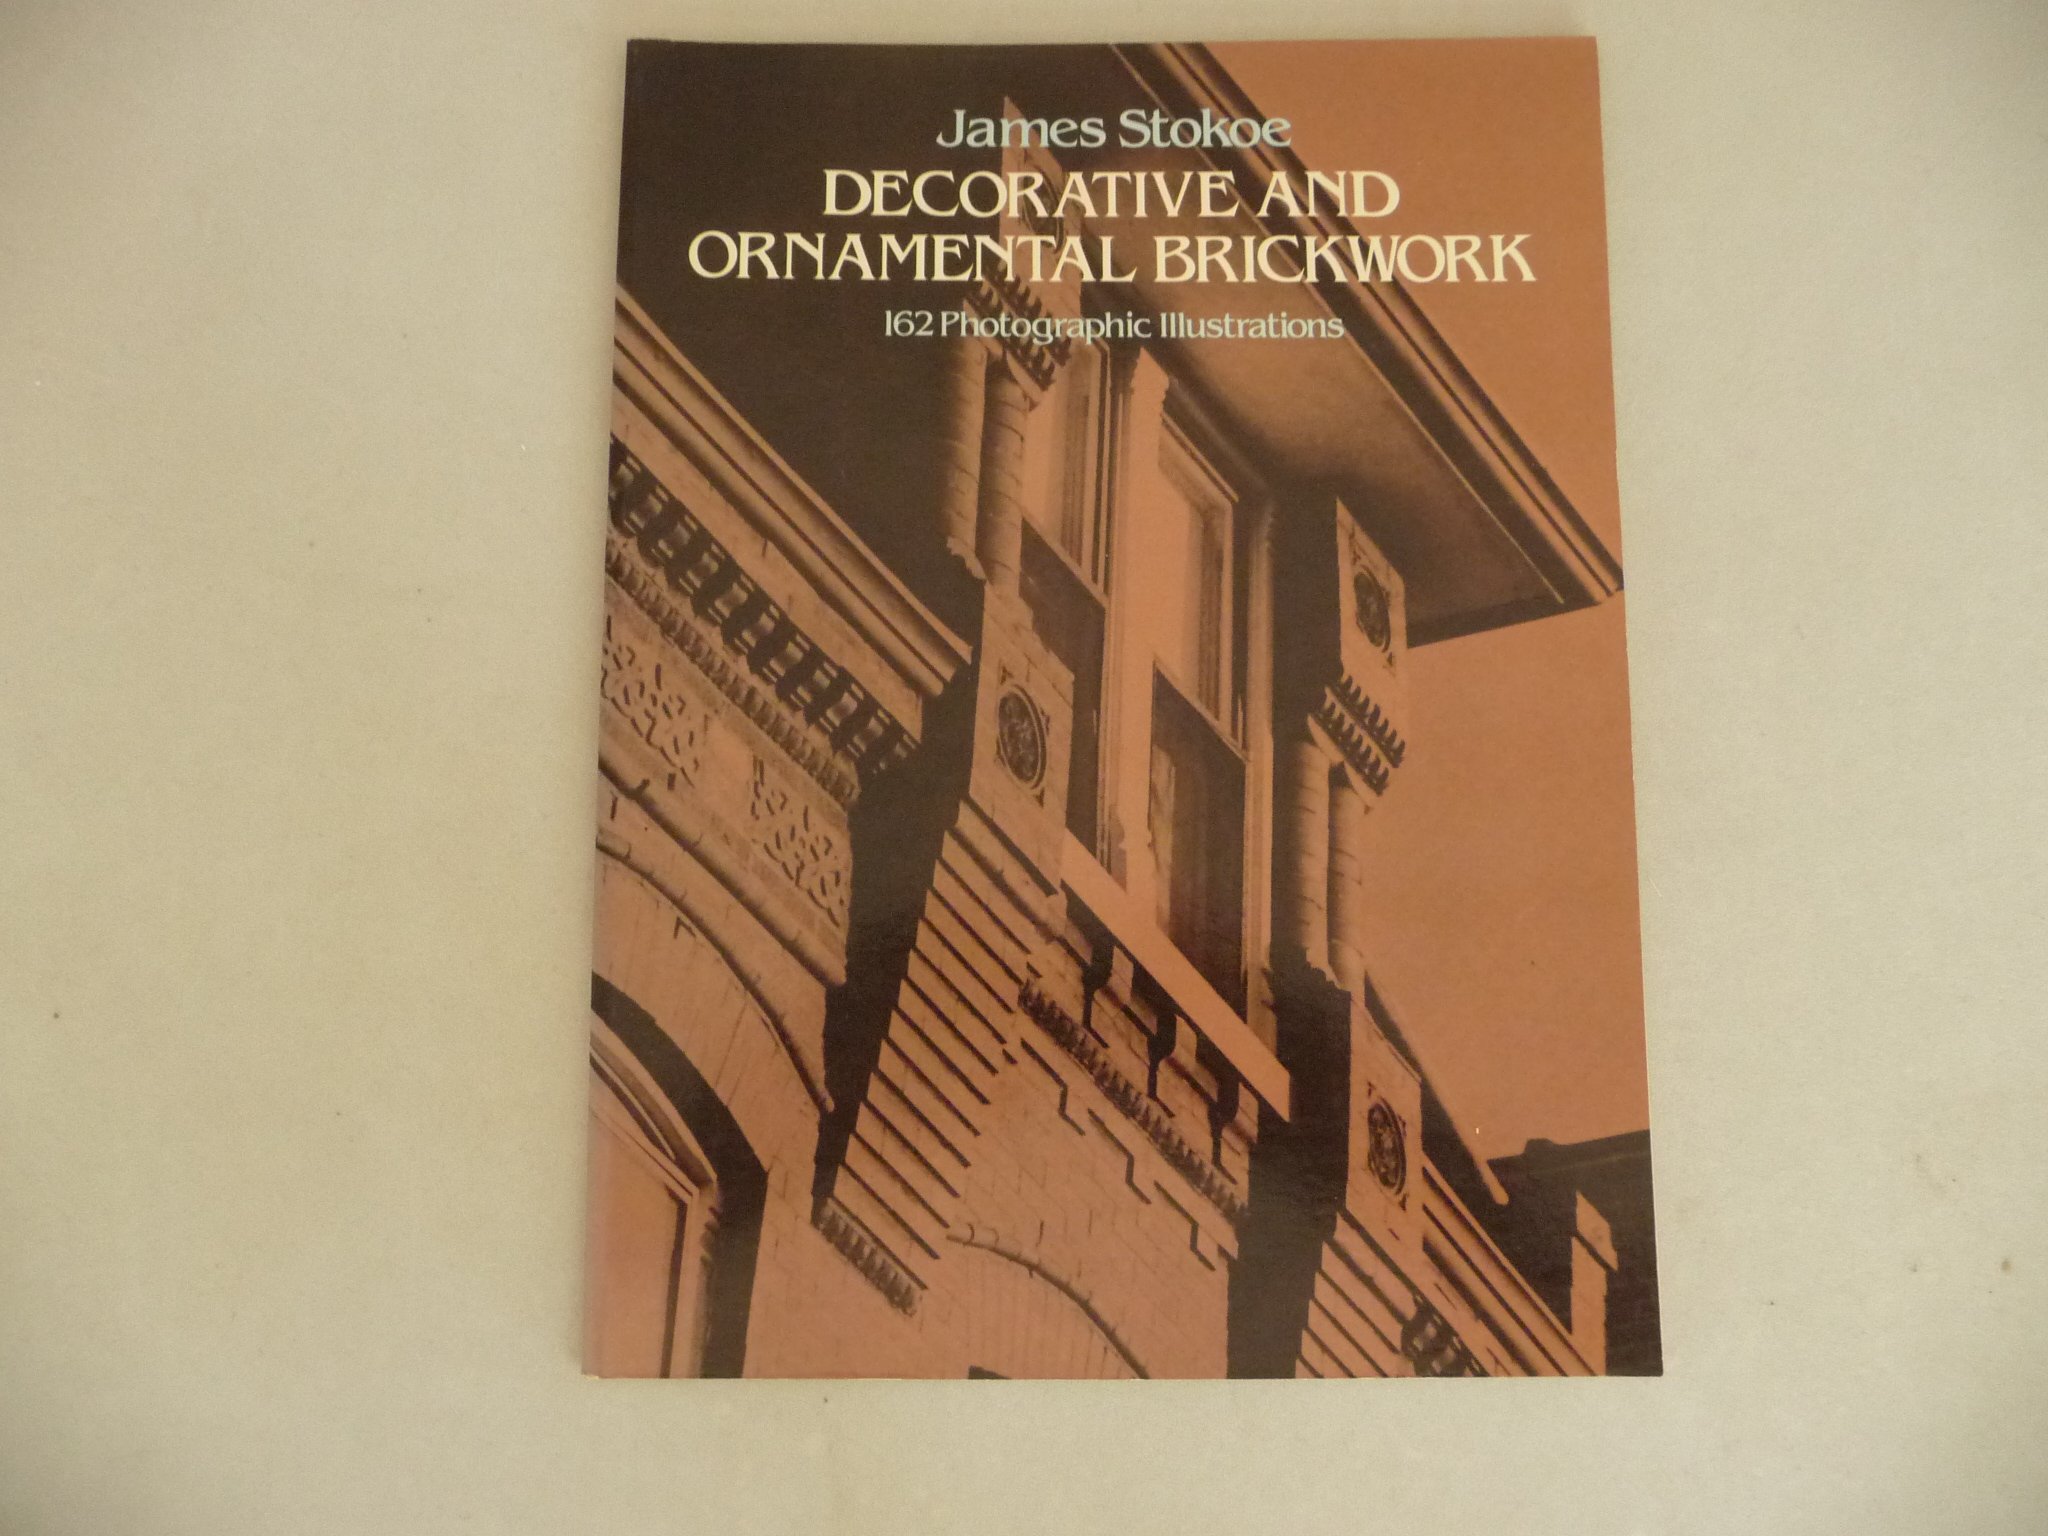 James Stokoe
DECORATIVE AND
ORNAMENTAL BRICKWORK
162 Photographic Illustrations